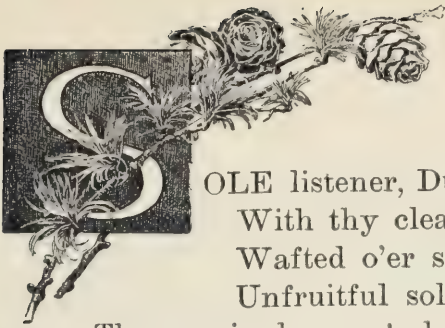 SOLE listener, Du
With thy clea
Wafted o'er s
Unfruitful sol